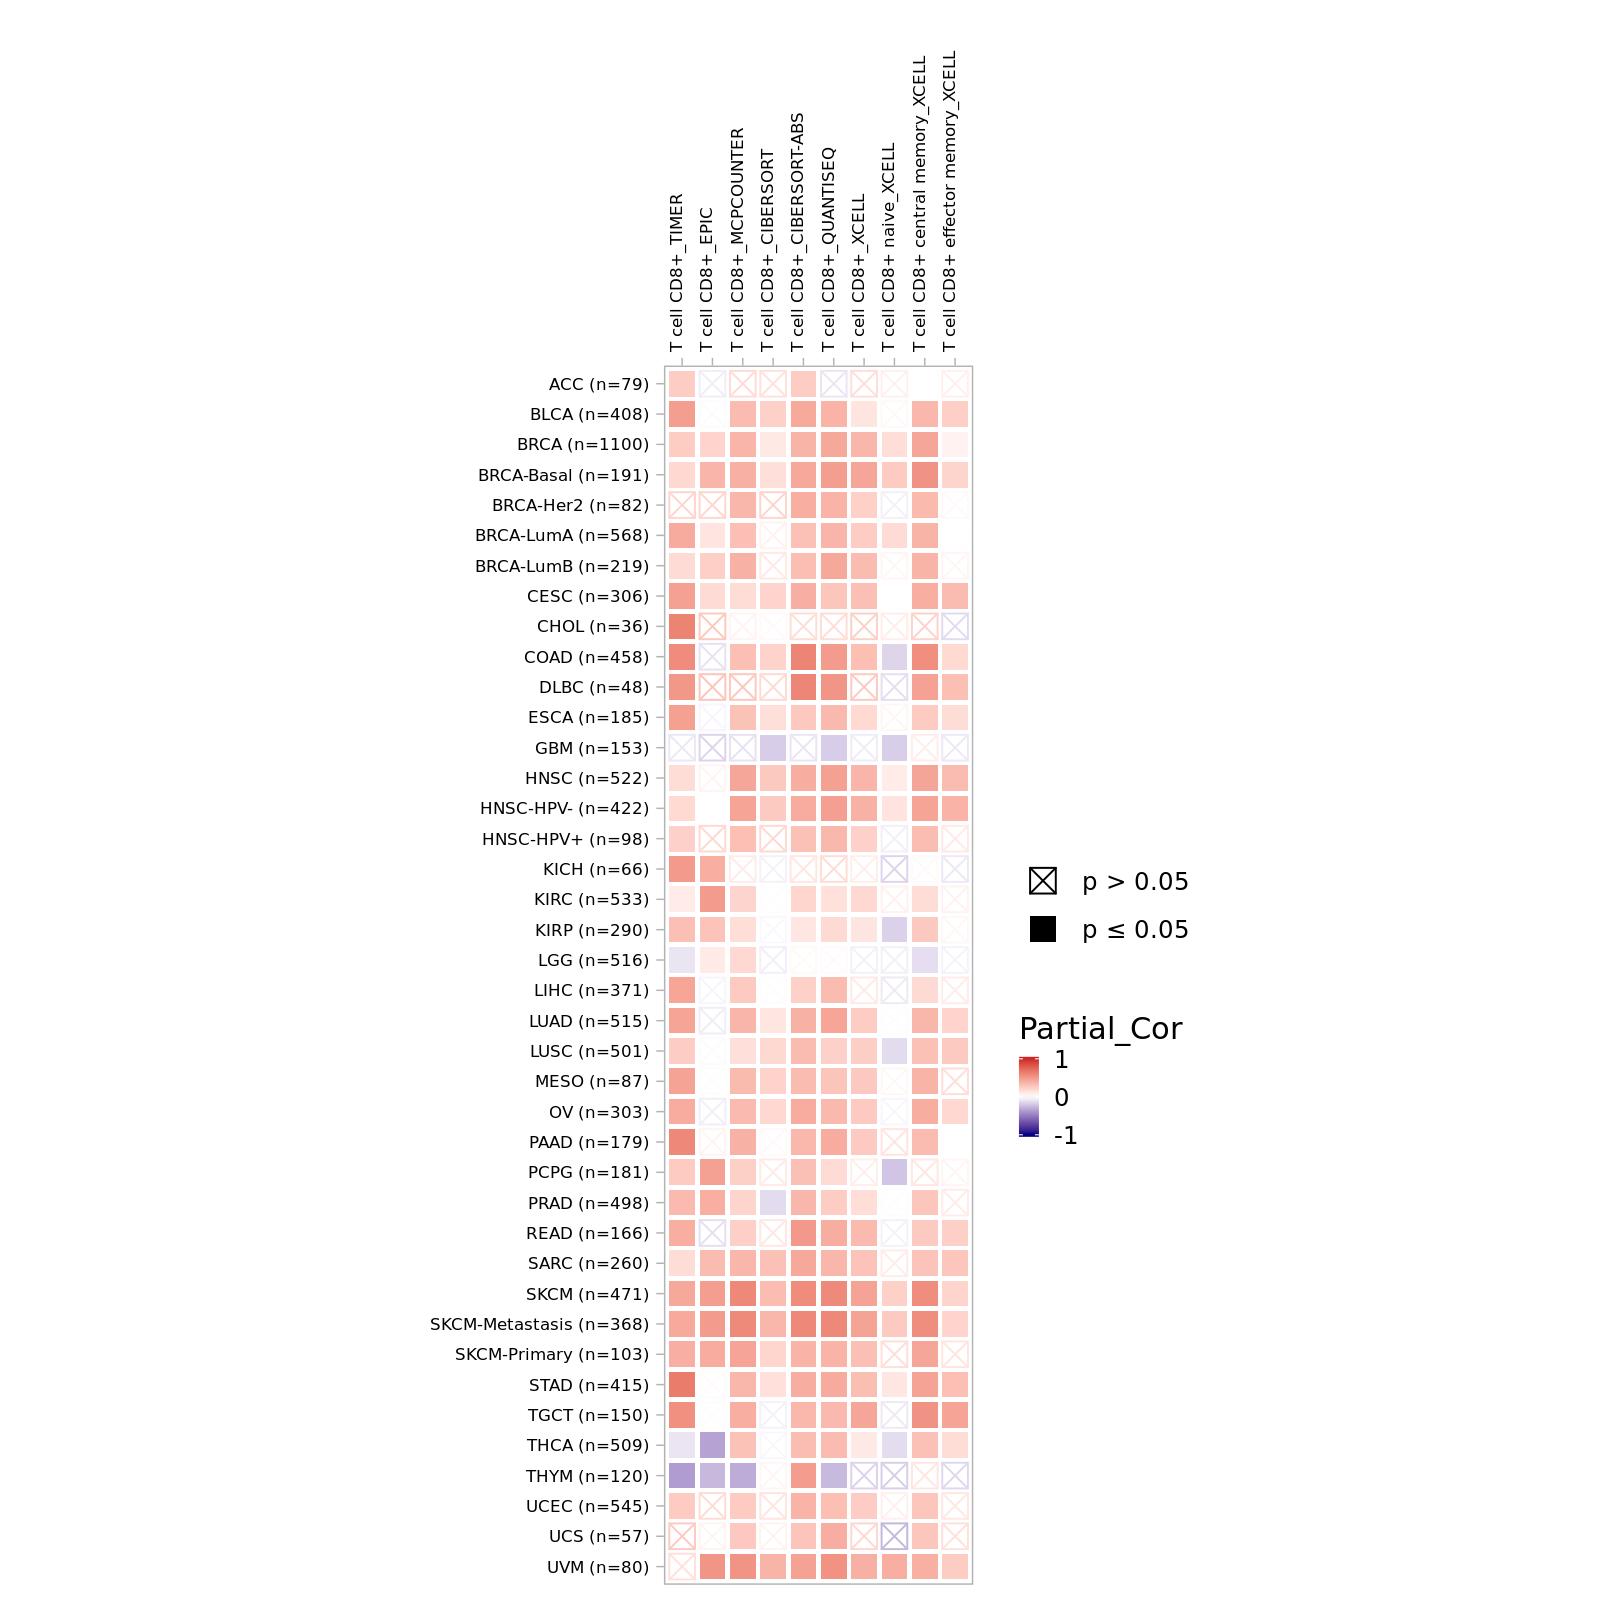 T cell CD8+_TIMER
T cell CD8+_EPIC
T cell CD8+_MCPCOUNTER
T cell CD8+_CIBERSORT
T cell CD8+_CIBERSORT-ABS
T cell CD8+_QUANTISEQ
T cell CD8+_XCELL
T cell CD8+ naive_XCELL
T cell CD8+ central memory_XCELL
T cell CD8+ effector memory_XCELL
ACC (n=79)
BLCA (n=408)
BRCA (n=1100)
BRCA-Basal (n=191)
BRCA-Her2 (n=82)
BRCA-LumA (n=568)
BRCA-LumB (n=219)
CESC (n=306)
CHOL (n=36)
COAD (n=458)
DLBC (n=48)
ESCA (n=185)
GBM (n=153)
HNSC (n=522)
HNSC-HPV- (n=422)
HNSC-HPV+ (n=98)
KICH (n=66)
KIRC (n=533)
KIRP (n=290)
LGG (n=516)
LIHC (n=371)
LUAD (n=515)
LUSC (n=501)
MESO (n=87)
OV (n=303)
PAAD (n=179)
PCPG (n=181)
PRAD (n=498)
READ (n=166)
SARC (n=260)
SKCM (n=471)
SKCM-Metastasis (n=368)
SKCM-Primary (n=103)
STAD (n=415)
TGCT (n=150)
THCA (n=509)
THYM (n=120)
UCEC (n=545)
UCS (n=57)
UVM (n=80)
p > 0.05
p ≤ 0.05
Partial_Cor
1
0
-1